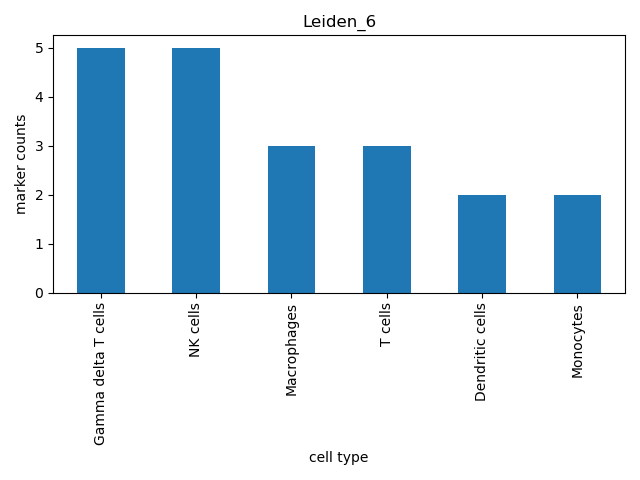 Leiden_6
marker counts
5
4
3
2
1
0
Gamma delta T cells
NK cells
Macrophages
T cells
Dendritic cells
Monocytes
cell type